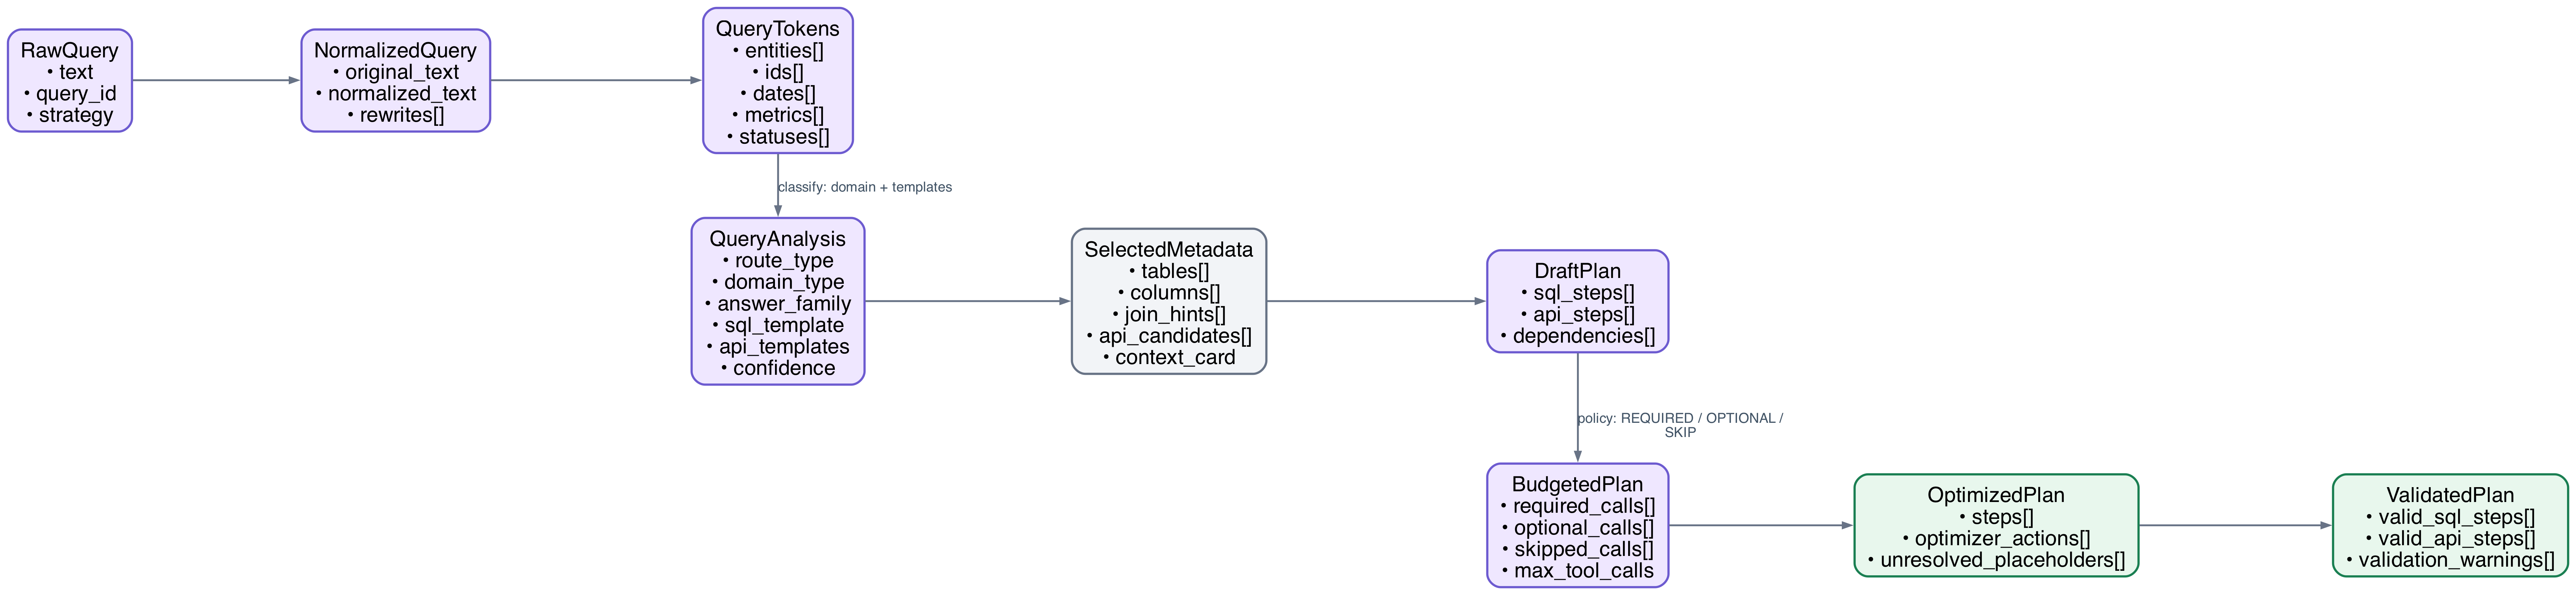 RawQuery
• text
• query_id
• strategy
NormalizedQuery
• original_text
• normalized_text
• rewrites[]
QueryTokens
• entities[]
• ids[]
• dates[]
• metrics[]
• statuses[]
classify: domain + templates
QueryAnalysis
• route_type
• domain_type
• answer_family
• sql_template
• api_templates
• confidence
SelectedMetadata
• tables[]
• columns[]
• join_hints[]
• api_candidates[]
• context_card
DraftPlan
• sql_steps[]
• api_steps[]
• dependencies[]
policy: REQUIRED / OPTIONAL /
SKIP
BudgetedPlan
• required_calls[]
• optional_calls[]
• skipped_calls[]
• max_tool_calls
OptimizedPlan
• steps[]
• optimizer_actions[]
• unresolved_placeholders[]
ValidatedPlan
• valid_sql_steps[]
• valid_api_steps[]
• validation_warnings[]